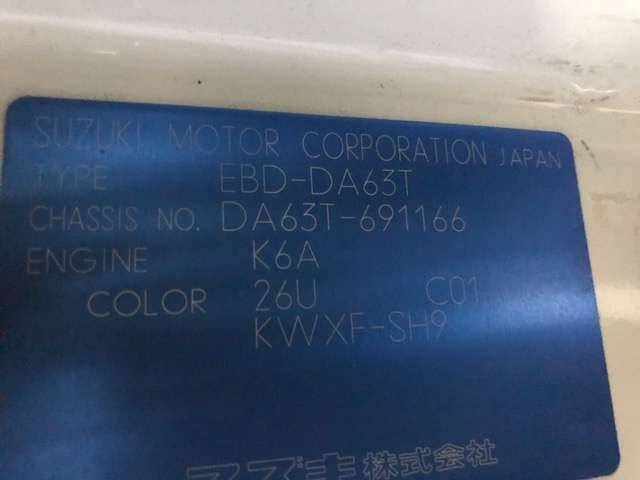 SUZUKI MOTOR CORPORATION JAPAN
TYPE EBD-DA63T
CHASSIS NO. DA63T-691166
ENGINE K6A
COLOR 26U C01
KWXF-SH9
スズキ株式会社